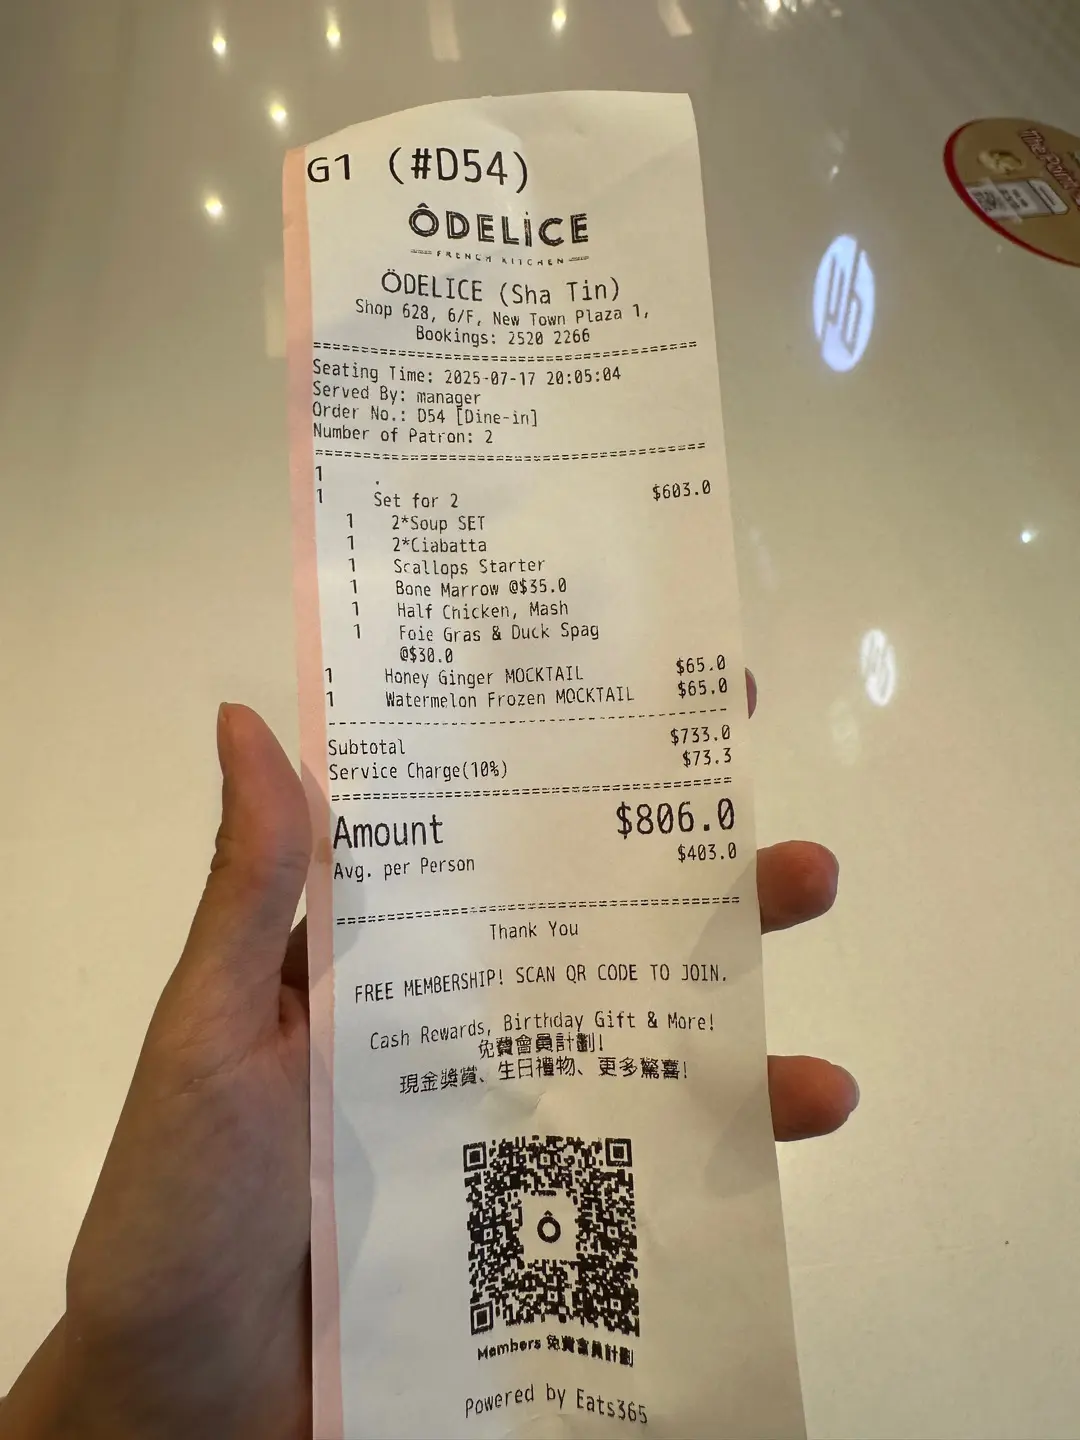 G1 (#D54)
ÔDELiCE
FRENCH KITCHEN
ÖDELICE (Sha Tin)
Shop 628, 6/F, New Town Plaza 1,
Bookings: 2520 2266
Seating Time: 2025-07-17 20:05:04
Served By: manager
Order No.: D54 [Dine-in]
Number of Patron: 2
1 .
1 Set for 2 $603.0
1 2*Soup SET
1 2*Ciabatta
1 Scallops Starter
1 Bone Marrow @$35.0
1 Half Chicken, Mash
1 Foie Gras & Duck Spag
@$30.0
1 Honey Ginger MOCKTAIL $65.0
1 Watermelon Frozen MOCKTAIL $65.0
Subtotal $733.0
Service Charge(10%) $73.3
Amount $806.0
Avg. per Person $403.0
Thank You
FREE MEMBERSHIP! SCAN QR CODE TO JOIN.
Cash Rewards, Birthday Gift & More!
免費會員計劃!
現金獎賞、生日禮物、更多驚喜!
Ô
Members 免費會員計劃
Powered by Eats365